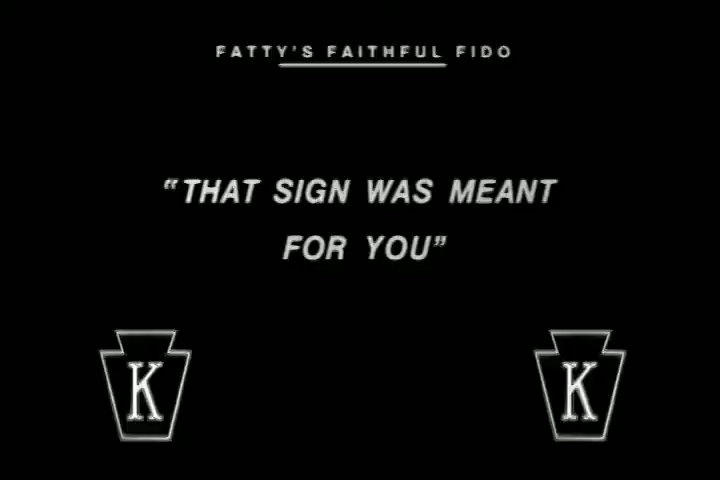 FATTY'S FAITHFUL FIDO
"THAT SIGN WAS MEANT
FOR YOU"
K K